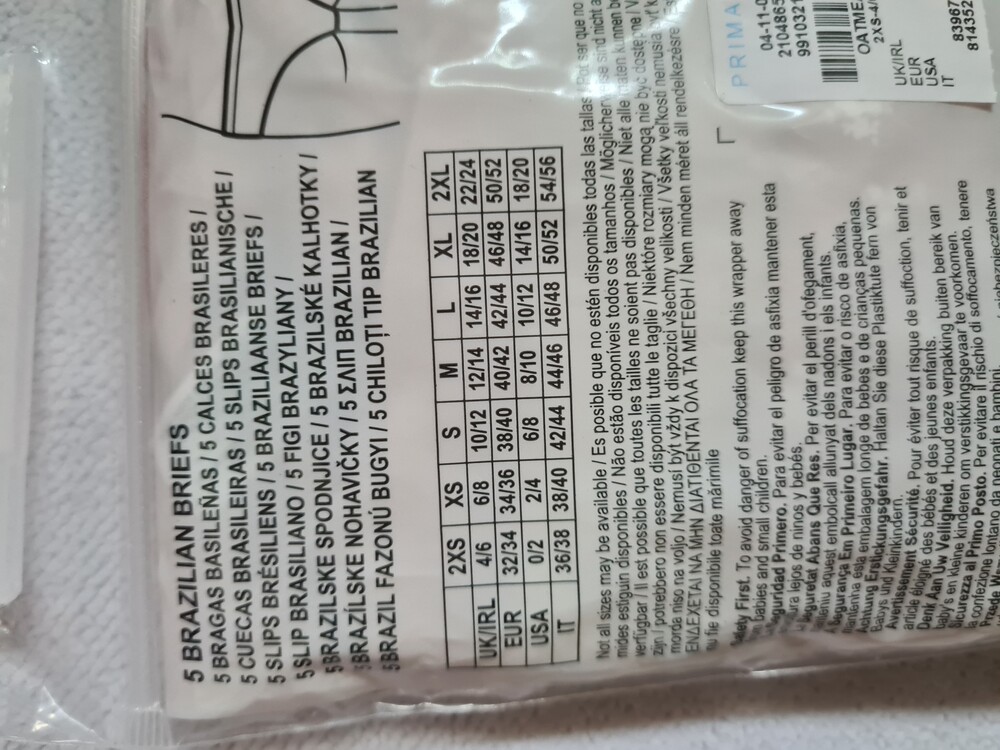 5 BRAZILIAN BRIEFS
5 BRAGAS BASILEÑAS / 5 CALCES BRASILERES /
5 CUECAS BRASILEIRAS / 5 SLIPS BRASILIANISCHE /
5 SLIPS BRÉSILIENS / 5 BRAZILIAANSE BRIEFS /
5 SLIP BRASILIANO / 5 FIGI BRAZYLIANY /
5 BRAZILSKE SPODNJICE / 5 BRAZILSKÉ KALHOTKY /
5 BRAZÍLSKE NOHAVIČKY / 5 ΣΛΙΠ BRAZILIAN /
5 BRAZIL FAZONÚ BUGYI / 5 CHILOȚI TIP BRAZILIAN
2XS XS S M L XL 2XL
UK/IRL 4/6 6/8 10/12 12/14 14/16 18/20 22/24
EUR 32/34 34/36 38/40 40/42 42/44 46/48 50/52
USA 0/2 2/4 6/8 8/10 10/12 14/16 18/20
IT 36/38 38/40 42/44 44/46 46/48 50/52 54/56
Not all sizes may be available / Es posible que no estén disponibles todas las tallas / Pot ser que no
mides estiguin disponibles / Não estão disponíveis todos os tamanhos / Möglicherweise sind nicht a
verfügbar / Il est possible que toutes les tailles ne soient pas disponibles / Niet alle maten kunnen be
zijn / potrebbero non essere disponibili tutte le taglie / Niektóre rozmiary mogą nie być dostępne / V
morda niso na voljo / Nemusí být vždy k dispozici všechny velikosti / Všetky veľkosti nemusia byť k
ΕΝΔΕΧΕΤΑΙ ΝΑ ΜΗΝ ΔΙΑΤΙΘΕΝΤΑΙ ΟΛΑ ΤΑ ΜΕΓΕΘΗ / Nem minden méret áll rendelkezésre /
fie disponibile toate mărimile
Safety First. To avoid danger of suffocation keep this wrapper away
babies and small children.
Seguridad Primero. Para evitar el peligro de asfixia mantener esta
lejos de ninos y bebés.
Seguretat Abans Que Res. Per evitar el perill d'ofegament,
aquest embolcall allunyat dels nadons i els infants.
Segurança Em Primeiro Lugar. Para evitar o risco de asfixia,
esta embalagem longe de bebes e de crianças pequenas.
Achtung Erstickungsgefahr. Haltan Sie diese Plastiktute fern von
Babys und Kleinkindern.
Avertissement Sécurité. Pour éviter tout risque de suffoction, tenir et
éloigné des bébés et des jeunes enfants.
Denk Aan Uw Veiligheid. Houd deze verpakking buiten bereik van
baby's en kleine kinderen om verstikkingsgevaar te voorkomen.
Sicurezza al Primo Posto. Per evitare il rischio di soffocamento, tenere
la confezione lontano da neonati e bambini.
PRIMA
04-11-0
2104865
9910321
OATMEA
2XS-4/
UK/IRL
EUR
USA
IT
83967
814352